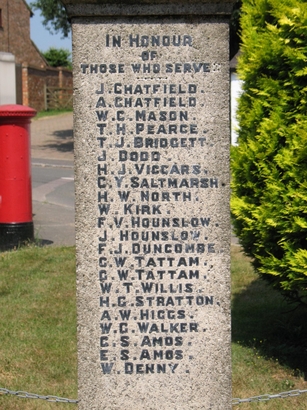 IN HONOUR
OF
THOSE WHO SERVED
J. CHATFIELD.
A. CHATFIELD.
W. C. MASON.
T. H. PEARCE.
T. J. BRIDGETT.
J. DODD.
H. J. VICCARS.
C. Y. SALTMARSH.
H. W. NORTH.
W. KIRK.
F. V. HOUNSLOW.
J. HOUNSLOW.
F. J. DUNCOMBE.
C. W. TATTAM.
G. W. TATTAM.
W. T. WILLIS.
H. G. STRATTON.
A. W. HIGGS.
W. G. WALKER.
C. S. AMOS.
E. S. AMOS.
W. DENNY.